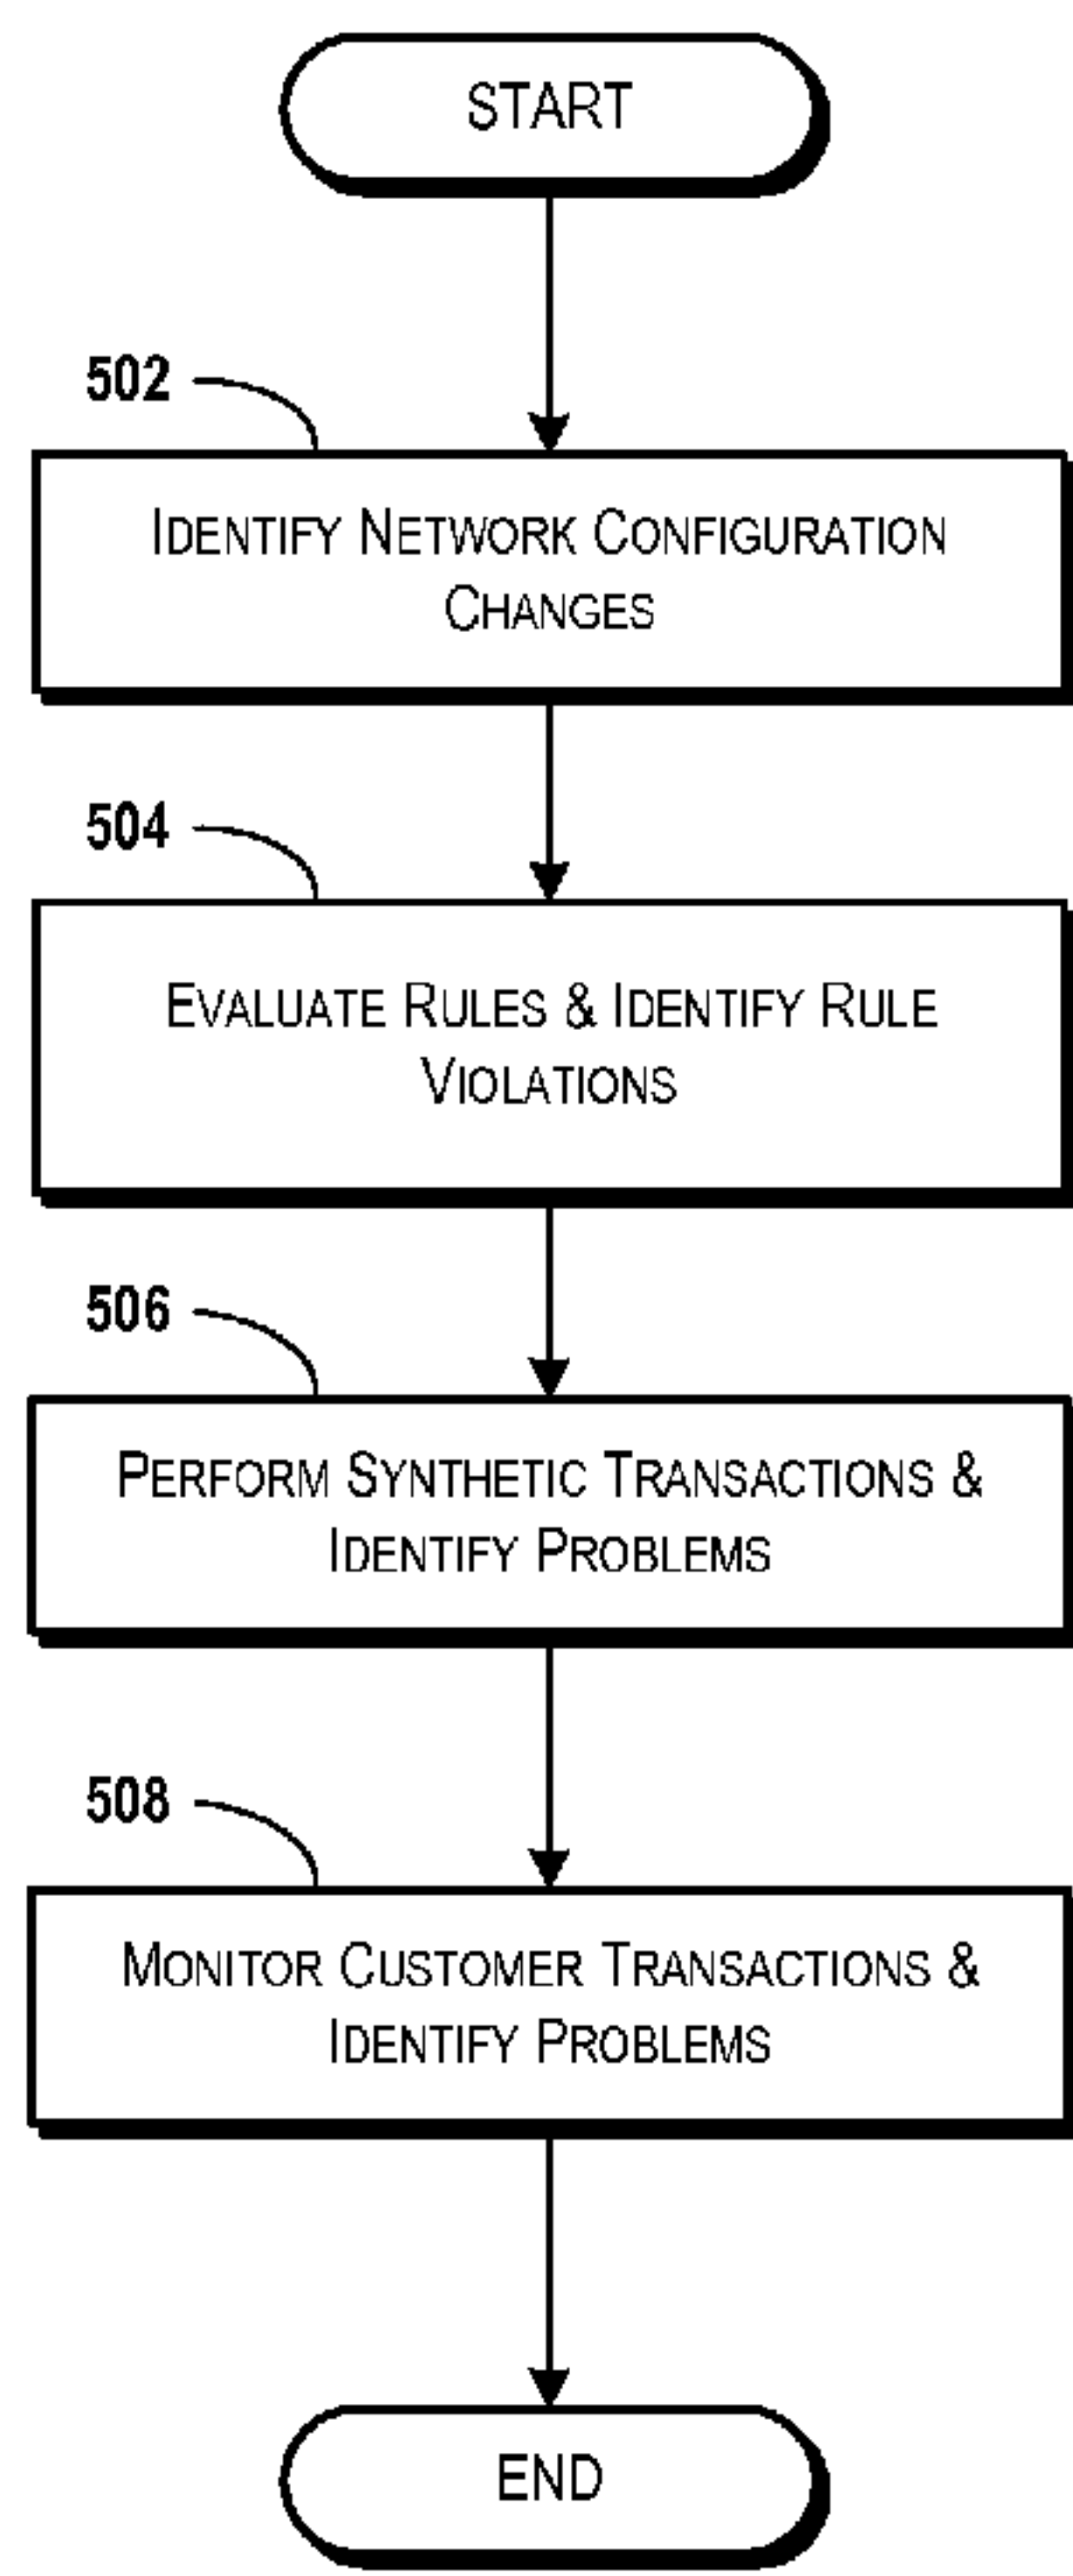 START
502
IDENTIFY NETWORK CONFIGURATION
CHANGES
504
EVALUATE RULES & IDENTIFY RULE
VIOLATIONS
506
PERFORM SYNTHETIC TRANSACTIONS &
IDENTIFY PROBLEMS
508
MONITOR CUSTOMER TRANSACTIONS &
IDENTIFY PROBLEMS
END